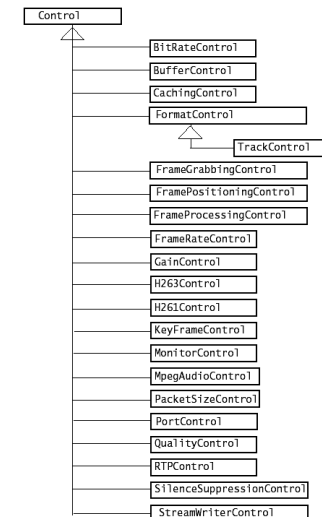 Control
BitRateControl
BufferControl
CachingControl
FormatControl
TrackControl
FrameGrabbingControl
FramePositioningControl
FrameProcessingControl
FrameRateControl
GainControl
H263Control
H261Control
KeyFrameControl
MonitorControl
MpegAudioControl
PacketSizeControl
PortControl
QualityControl
RTPControl
SilenceSuppressionControl
StreamWriterControl